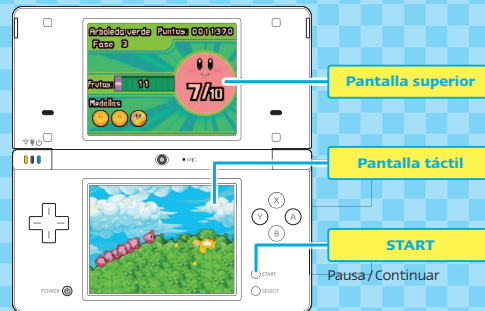 Arboleda verde Puntos. 0011370
Fase 3
Frutas. 11
7/10
Medallas
Pantalla superior
MIC.
Pantalla táctil
X
Y
A
B
START
START
Pausa/Continuar
POWER
SELECT